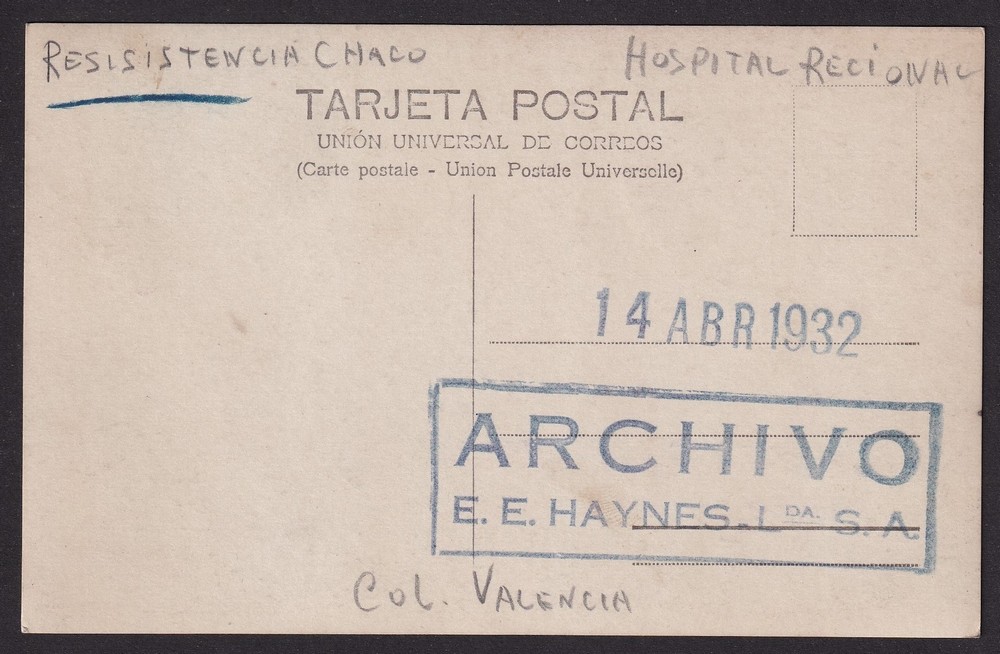 RESISISTENCIA CHACO
HOSPITAL RECIONAL
TARJETA POSTAL
UNIÓN UNIVERSAL DE CORREOS
(Carte postale - Union Postale Universelle)
14 ABR 1932
ARCHIVO
E. E. HAYNES. LDA. S. A.
COL. VALENCIA